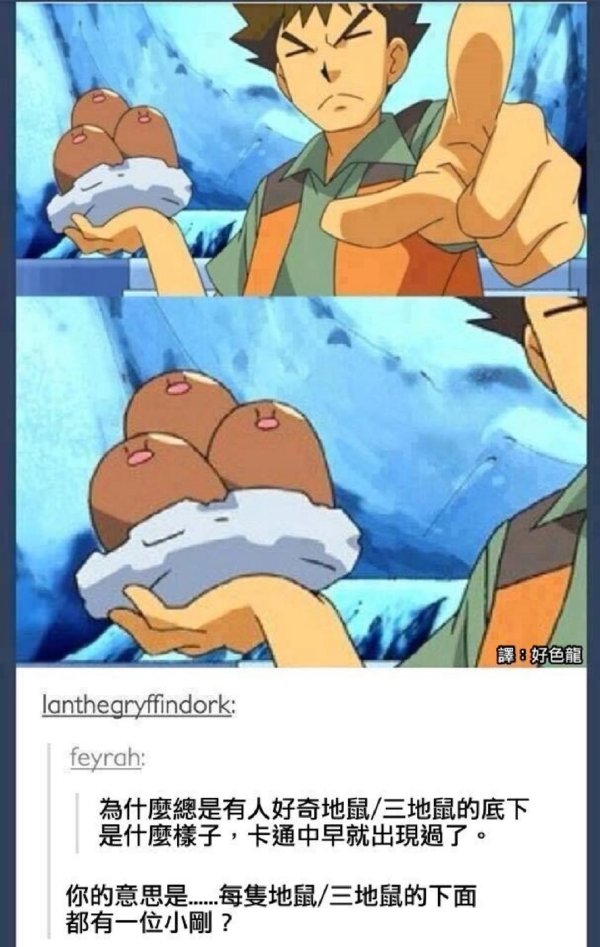 譯：好色龍
lanthegryffindork:
feyrah:
為什麼總是有人好奇地鼠/三地鼠的底下
是什麼樣子，卡通中早就出現過了。
你的意思是......每隻地鼠/三地鼠的下面
都有一位小剛？